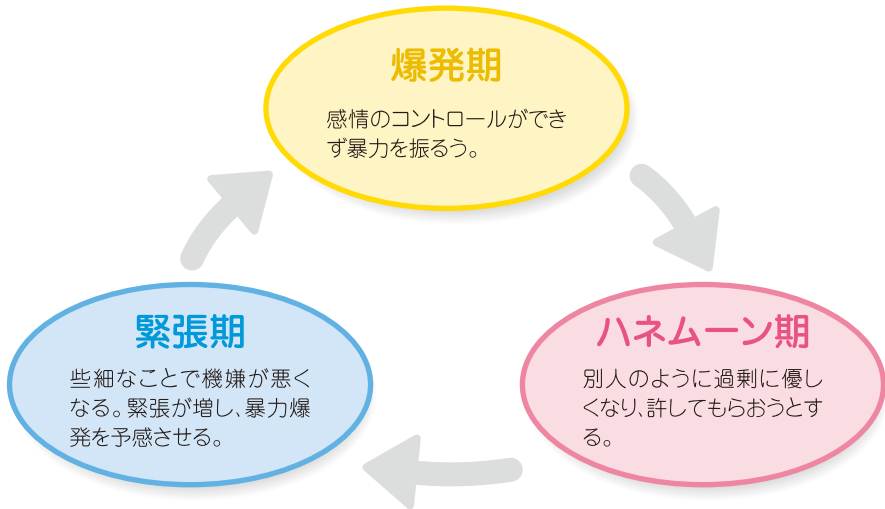 爆発期
感情のコントロールができ
ず暴力を振るう。
緊張期
些細なことで機嫌が悪く
なる。緊張が増し、暴力爆
発を予感させる。
ハネムーン期
別人のように過剰に優し
くなり、許してもらおうとす
る。